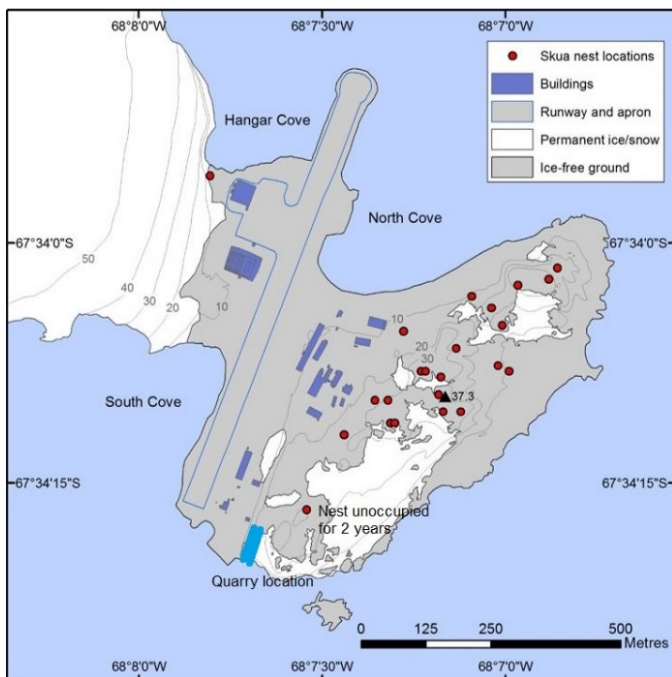 68°8'0"W
68°7'30"W
68°7'0"W
Skua nest locations
Buildings
Runway and apron
Permanent ice/snow
Ice-free ground
Hangar Cove
North Cove
67°34'0"S
67°34'0"S
50
40
30
20
10
10
20
30
37.3
South Cove
67°34'15"S
67°34'15"S
Nest unoccupied
for 2 years
Quarry location
0
125
250
500
Metres
68°8'0"W
68°7'30"W
68°7'0"W